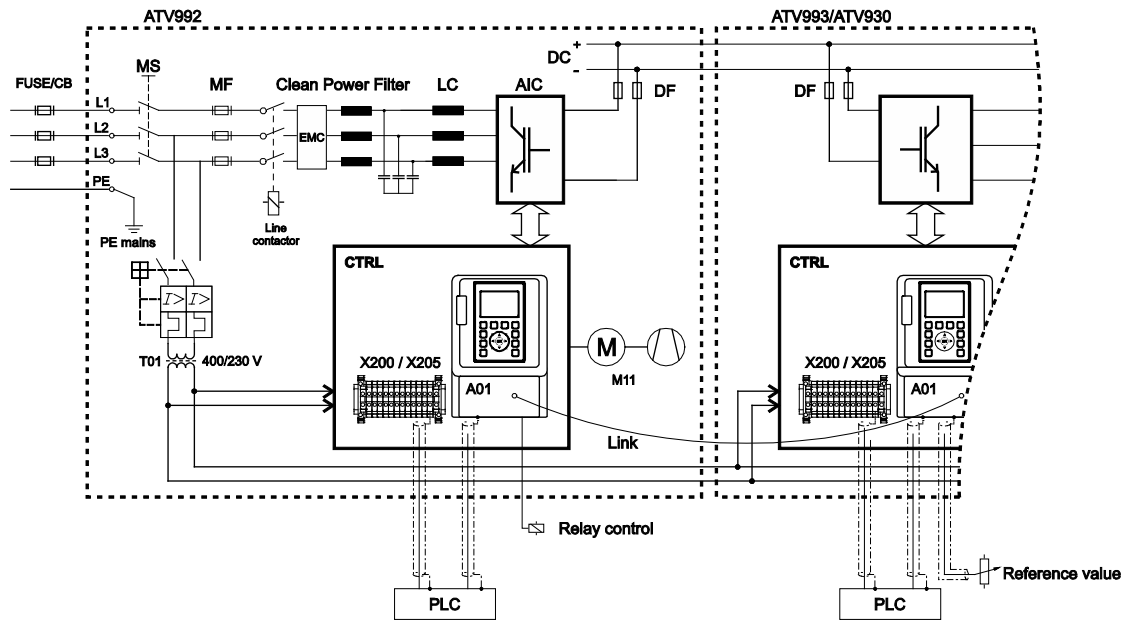 ATV992
ATV993/ATV930
DC
+
-
MS
FUSE/CB
MF
Clean Power Filter
LC
AIC
DF
DF
L1
L2
EMC
L3
PE
PE mains
Line
contactor
CTRL
CTRL
T01
400/230 V
X200 / X205
A01
M
M11
X200 / X205
A01
Link
Relay control
Reference value
PLC
PLC
I>
I>